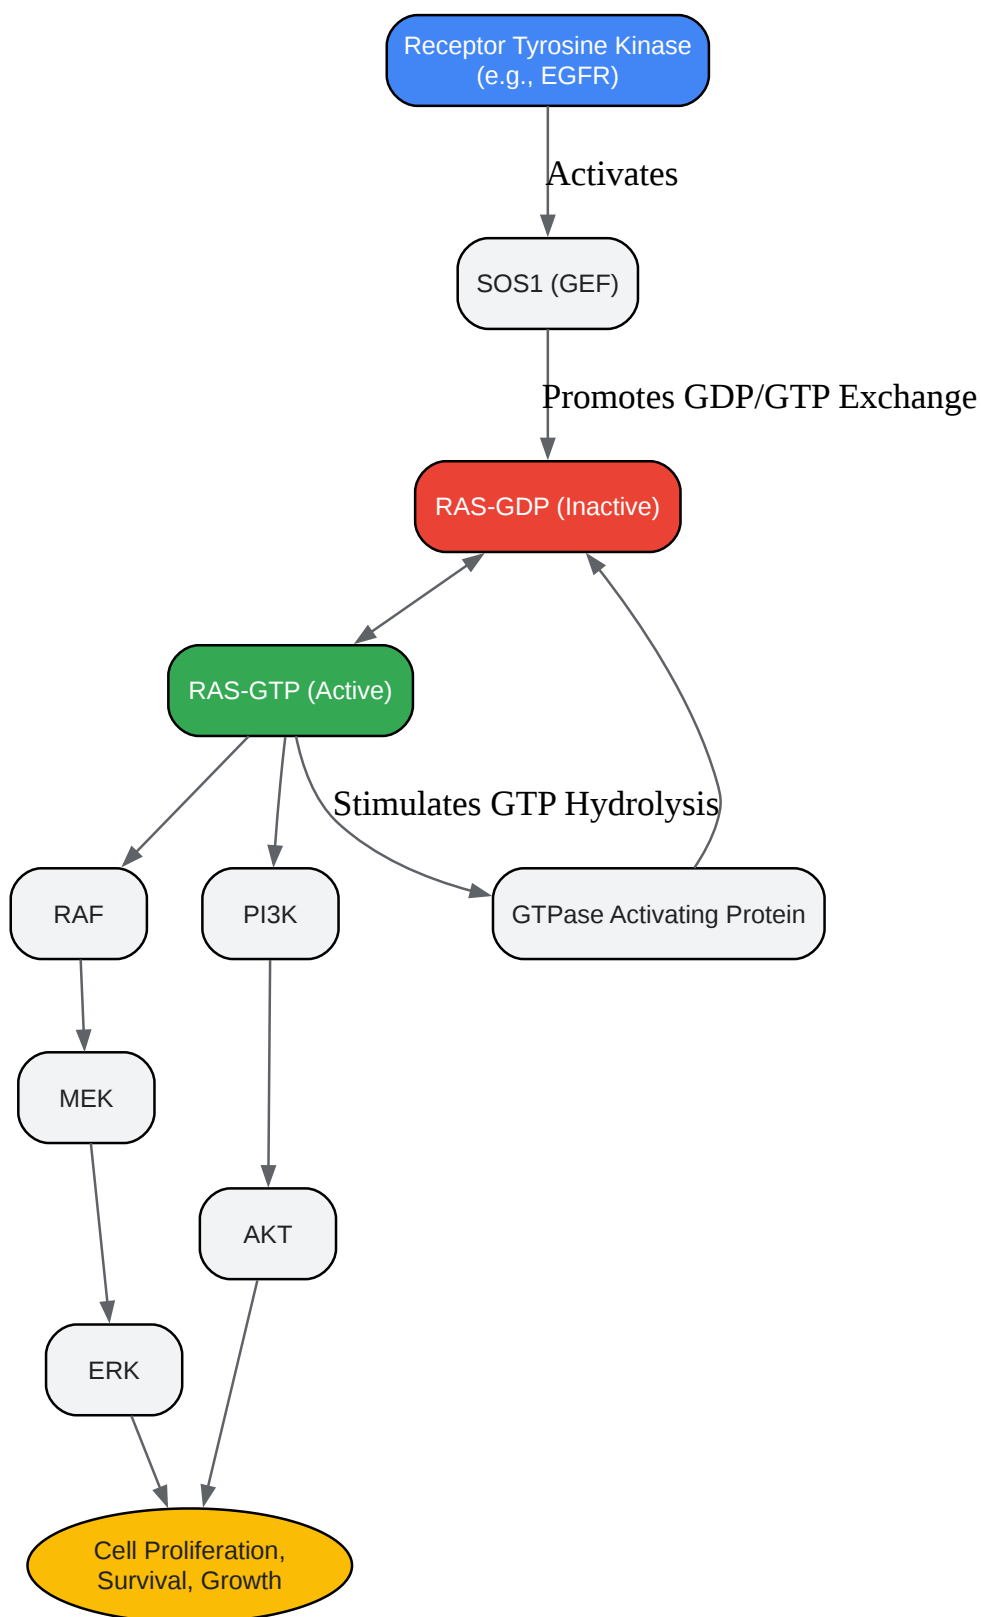 Receptor Tyrosine Kinase
(e.g., EGFR)
Activates
SOS1 (GEF)
Promotes GDP/GTP Exchange
RAS-GDP (Inactive)
RAS-GTP (Active)
Stimulates GTP Hydrolysis
RAF
PI3K
GTPase Activating Protein
MEK
AKT
ERK
Cell Proliferation,
Survival, Growth